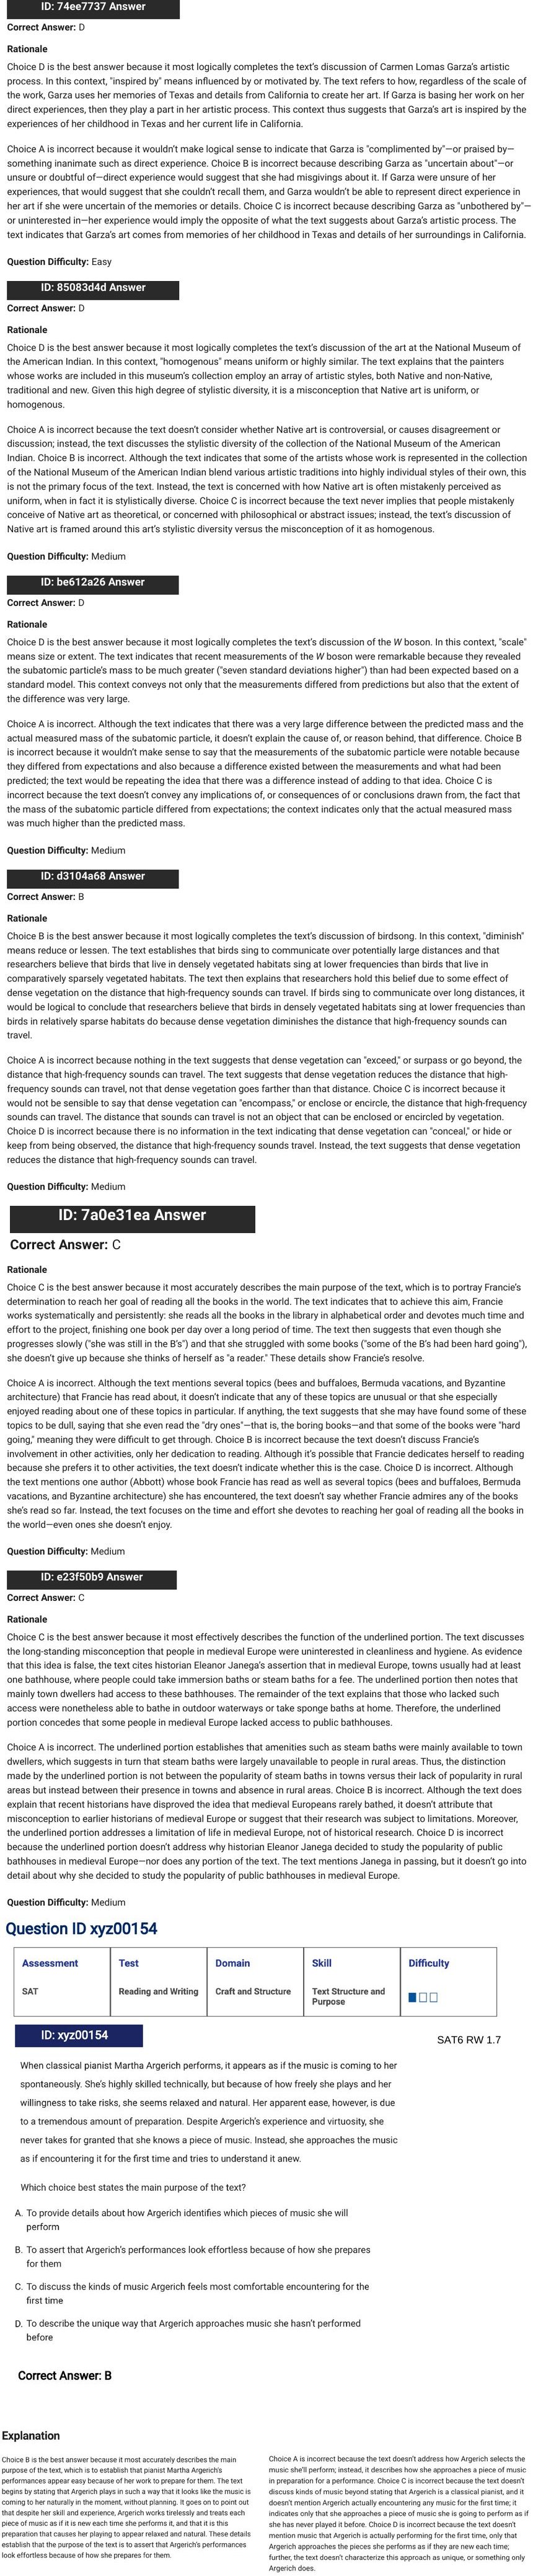 ID: 74ee7737 Answer
Correct Answer: D
Rationale
Choice D is the best answer because it most logically completes the text's discussion of Carmen Lomas Garza's artistic
process. In this context, "inspired by" means influenced by or motivated by. The text refers to how, regardless of the scale of
the work, Garza uses her memories of Texas and details from California to create her art. If Garza is basing her work on her
direct experiences, then they play a part in her artistic process. This context thus suggests that Garza's art is inspired by the
experiences of her childhood in Texas and her current life in California.
Choice A is incorrect because it wouldn't make logical sense to indicate that Garza is "complimented by"—or praised by—
something inanimate such as direct experience. Choice B is incorrect because describing Garza as "uncertain about"—or
unsure or doubtful of—direct experience would suggest that she had misgivings about it. If Garza were unsure of her
experiences, that would suggest that she couldn't recall them, and Garza wouldn't be able to represent direct experience in
her art if she were uncertain of the memories or details. Choice C is incorrect because describing Garza as "unbothered by"—
or uninterested in—her experience would imply the opposite of what the text suggests about Garza's artistic process. The
text indicates that Garza's art comes from memories of her childhood in Texas and details of her surroundings in California.
Question Difficulty: Easy
ID: 85083d4d Answer
Correct Answer: D
Rationale
Choice D is the best answer because it most logically completes the text's discussion of the art at the National Museum of
the American Indian. In this context, "homogenous" means uniform or highly similar. The text explains that the painters
whose works are included in this museum's collection employ an array of artistic styles, both Native and non-Native,
traditional and new. Given this high degree of stylistic diversity, it is a misconception that Native art is uniform, or
homogenous.
Choice A is incorrect because the text doesn't consider whether Native art is controversial, or causes disagreement or
discussion; instead, the text discusses the stylistic diversity of the collection of the National Museum of the American
Indian. Choice B is incorrect. Although the text indicates that some of the artists whose work is represented in the collection
of the National Museum of the American Indian blend various artistic traditions into highly individual styles of their own, this
is not the primary focus of the text. Instead, the text is concerned with how Native art is often mistakenly perceived as
uniform, when in fact it is stylistically diverse. Choice C is incorrect because the text never implies that people mistakenly
conceive of Native art as theoretical, or concerned with philosophical or abstract issues; instead, the text's discussion of
Native art is framed around this art's stylistic diversity versus the misconception of it as homogenous.
Question Difficulty: Medium
ID: be612a26 Answer
Correct Answer: D
Rationale
Choice D is the best answer because it most logically completes the text's discussion of the W boson. In this context, "scale"
means size or extent. The text indicates that recent measurements of the W boson were remarkable because they revealed
the subatomic particle's mass to be much greater ("seven standard deviations higher") than had been expected based on a
standard model. This context conveys not only that the measurements differed from predictions but also that the extent of
the difference was very large.
Choice A is incorrect. Although the text indicates that there was a very large difference between the predicted mass and the
actual measured mass of the subatomic particle, it doesn't explain the cause of, or reason behind, that difference. Choice B
is incorrect because it wouldn't make sense to say that the measurements of the subatomic particle were notable because
they differed from expectations and also because a difference existed between the measurements and what had been
predicted; the text would be repeating the idea that there was a difference instead of adding to that idea. Choice C is
incorrect because the text doesn't convey any implications of, or consequences of or conclusions drawn from, the fact that
the mass of the subatomic particle differed from expectations; the context indicates only that the actual measured mass
was much higher than the predicted mass.
Question Difficulty: Medium
ID: d3104a68 Answer
Correct Answer: B
Rationale
Choice B is the best answer because it most logically completes the text's discussion of birdsong. In this context, "diminish"
means reduce or lessen. The text establishes that birds sing to communicate over potentially large distances and that
researchers believe that birds that live in densely vegetated habitats sing at lower frequencies than birds that live in
comparatively sparsely vegetated habitats. The text then explains that researchers hold this belief due to some effect of
dense vegetation on the distance that high-frequency sounds can travel. If birds sing to communicate over long distances, it
would be logical to conclude that researchers believe that birds in densely vegetated habitats sing at lower frequencies than
birds in relatively sparse habitats do because dense vegetation diminishes the distance that high-frequency sounds can
travel.
Choice A is incorrect because nothing in the text suggests that dense vegetation can "exceed," or surpass or go beyond, the
distance that high-frequency sounds can travel. The text suggests that dense vegetation reduces the distance that high-
frequency sounds can travel, not that dense vegetation goes farther than that distance. Choice C is incorrect because it
would not be sensible to say that dense vegetation can "encompass," or enclose or encircle, the distance that high-frequency
sounds can travel. The distance that sounds can travel is not an object that can be enclosed or encircled by vegetation.
Choice D is incorrect because there is no information in the text indicating that dense vegetation can "conceal," or hide or
keep from being observed, the distance that high-frequency sounds travel. Instead, the text suggests that dense vegetation
reduces the distance that high-frequency sounds can travel.
Question Difficulty: Medium
ID: 7a0e31ea Answer
Correct Answer: C
Rationale
Choice C is the best answer because it most accurately describes the main purpose of the text, which is to portray Francie's
determination to reach her goal of reading all the books in the world. The text indicates that to achieve this aim, Francie
works systematically and persistently: she reads all the books in the library in alphabetical order and devotes much time and
effort to the project, finishing one book per day over a long period of time. The text then suggests that even though she
progresses slowly ("she was still in the B's") and that she struggled with some books ("some of the B's had been hard going"),
she doesn't give up because she thinks of herself as "a reader." These details show Francie's resolve.
Choice A is incorrect. Although the text mentions several topics (bees and buffaloes, Bermuda vacations, and Byzantine
architecture) that Francie has read about, it doesn't indicate that any of these topics are unusual or that she especially
enjoyed reading about one of these topics in particular. If anything, the text suggests that she may have found some of these
topics to be dull, saying that she even read the "dry ones"—that is, the boring books—and that some of the books were "hard
going," meaning they were difficult to get through. Choice B is incorrect because the text doesn't discuss Francie's
involvement in other activities, only her dedication to reading. Although it's possible that Francie dedicates herself to reading
because she prefers it to other activities, the text doesn't indicate whether this is the case. Choice D is incorrect. Although
the text mentions one author (Abbott) whose book Francie has read as well as several topics (bees and buffaloes, Bermuda
vacations, and Byzantine architecture) she has encountered, the text doesn't say whether Francie admires any of the books
she's read so far. Instead, the text focuses on the time and effort she devotes to reaching her goal of reading all the books in
the world—even ones she doesn't enjoy.
Question Difficulty: Medium
ID: e23f50b9 Answer
Correct Answer: C
Rationale
Choice C is the best answer because it most effectively describes the function of the underlined portion. The text discusses
the long-standing misconception that people in medieval Europe were uninterested in cleanliness and hygiene. As evidence
that this idea is false, the text cites historian Eleanor Janega's assertion that in medieval Europe, towns usually had at least
one bathhouse, where people could take immersion baths or steam baths for a fee. The underlined portion then notes that
mainly town dwellers had access to these bathhouses. The remainder of the text explains that those who lacked such
access were nonetheless able to bathe in outdoor waterways or take sponge baths at home. Therefore, the underlined
portion concedes that some people in medieval Europe lacked access to public bathhouses.
Choice A is incorrect. The underlined portion establishes that amenities such as steam baths were mainly available to town
dwellers, which suggests in turn that steam baths were largely unavailable to people in rural areas. Thus, the distinction
made by the underlined portion is not between the popularity of steam baths in towns versus their lack of popularity in rural
areas but instead between their presence in towns and absence in rural areas. Choice B is incorrect. Although the text does
explain that recent historians have disproved the idea that medieval Europeans rarely bathed, it doesn't attribute that
misconception to earlier historians of medieval Europe or suggest that their research was subject to limitations. Moreover,
the underlined portion addresses a limitation of life in medieval Europe, not of historical research. Choice D is incorrect
because the underlined portion doesn't address why historian Eleanor Janega decided to study the popularity of public
bathhouses in medieval Europe—nor does any portion of the text. The text mentions Janega in passing, but it doesn't go into
detail about why she decided to study the popularity of public bathhouses in medieval Europe.
Question Difficulty: Medium
Question ID xyz00154
Assessment Test Domain Skill Difficulty
SAT Reading and Writing Craft and Structure Text Structure and
Purpose
ID: xyz00154
SAT6 RW 1.7
When classical pianist Martha Argerich performs, it appears as if the music is coming to her
spontaneously. She's highly skilled technically, but because of how freely she plays and her
willingness to take risks, she seems relaxed and natural. Her apparent ease, however, is due
to a tremendous amount of preparation. Despite Argerich's experience and virtuosity, she
never takes for granted that she knows a piece of music. Instead, she approaches the music
as if encountering it for the first time and tries to understand it anew.
Which choice best states the main purpose of the text?
A. To provide details about how Argerich identifies which pieces of music she will
perform
B. To assert that Argerich's performances look effortless because of how she prepares
for them
C. To discuss the kinds of music Argerich feels most comfortable encountering for the
first time
D. To describe the unique way that Argerich approaches music she hasn't performed
before
Correct Answer: B
Explanation
Choice B is the best answer because it most accurately describes the main
purpose of the text, which is to establish that pianist Martha Argerich's
performances appear easy because of her work to prepare for them. The text
begins by stating that Argerich plays in such a way that it looks like the music is
coming to her naturally in the moment, without planning. It goes on to point out
that despite her skill and experience, Argerich works tirelessly and treats each
piece of music as if it is new each time she performs it, and that it is this
preparation that causes her playing to appear relaxed and natural. These details
establish that the purpose of the text is to assert that Argerich's performances
look effortless because of how she prepares for them.
Choice A is incorrect because the text doesn't address how Argerich selects the
music she'll perform; instead, it describes how she approaches a piece of music
in preparation for a performance. Choice C is incorrect because the text doesn't
discuss kinds of music beyond stating that Argerich is a classical pianist, and it
doesn't mention Argerich actually encountering any music for the first time; it
indicates only that she approaches a piece of music she is going to perform as if
she has never played it before. Choice D is incorrect because the text doesn't
mention music that Argerich is actually performing for the first time, only that
Argerich approaches the pieces she performs as if they are new each time;
further, the text doesn't characterize this approach as unique, or something only
Argerich does.